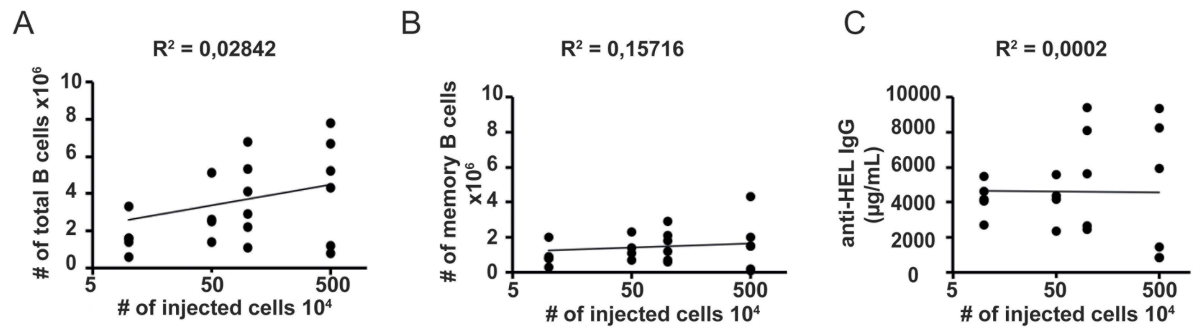 A
R² = 0,02842
# of total B cells x10⁶
10
8
6
4
2
0
5
50
500
# of injected cells 10⁴
B
R² = 0,15716
# of memory B cells
x10⁶
10
8
6
4
2
0
5
50
500
# of injected cells 10⁴
C
R² = 0,0002
anti-HEL IgG
(µg/mL)
10000
8000
6000
4000
2000
0
5
50
500
# of injected cells 10⁴